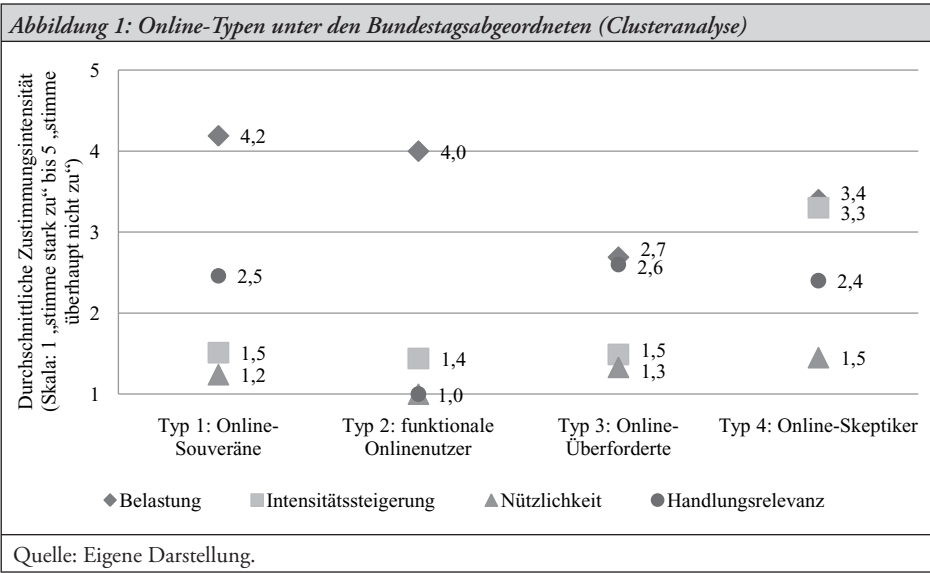 Abbildung 1: Online-Typen unter den Bundestagsabgeordneten (Clusteranalyse)
Durchschnittliche Zustimmungsintensität
(Skala: 1 „stimme stark zu“ bis 5 „stimme
überhaupt nicht zu“)
5
4
3
2
1
4,2
2,5
1,5
1,2
4,0
1,4
1,0
2,7
2,6
1,5
1,3
3,4
3,3
2,4
1,5
Typ 1: Online-
Souveräne
Typ 2: funktionale
Onlinenutzer
Typ 3: Online-
Überforderte
Typ 4: Online-Skeptiker
Belastung
Intensitätssteigerung
Nützlichkeit
Handlungsrelevanz
Quelle: Eigene Darstellung.